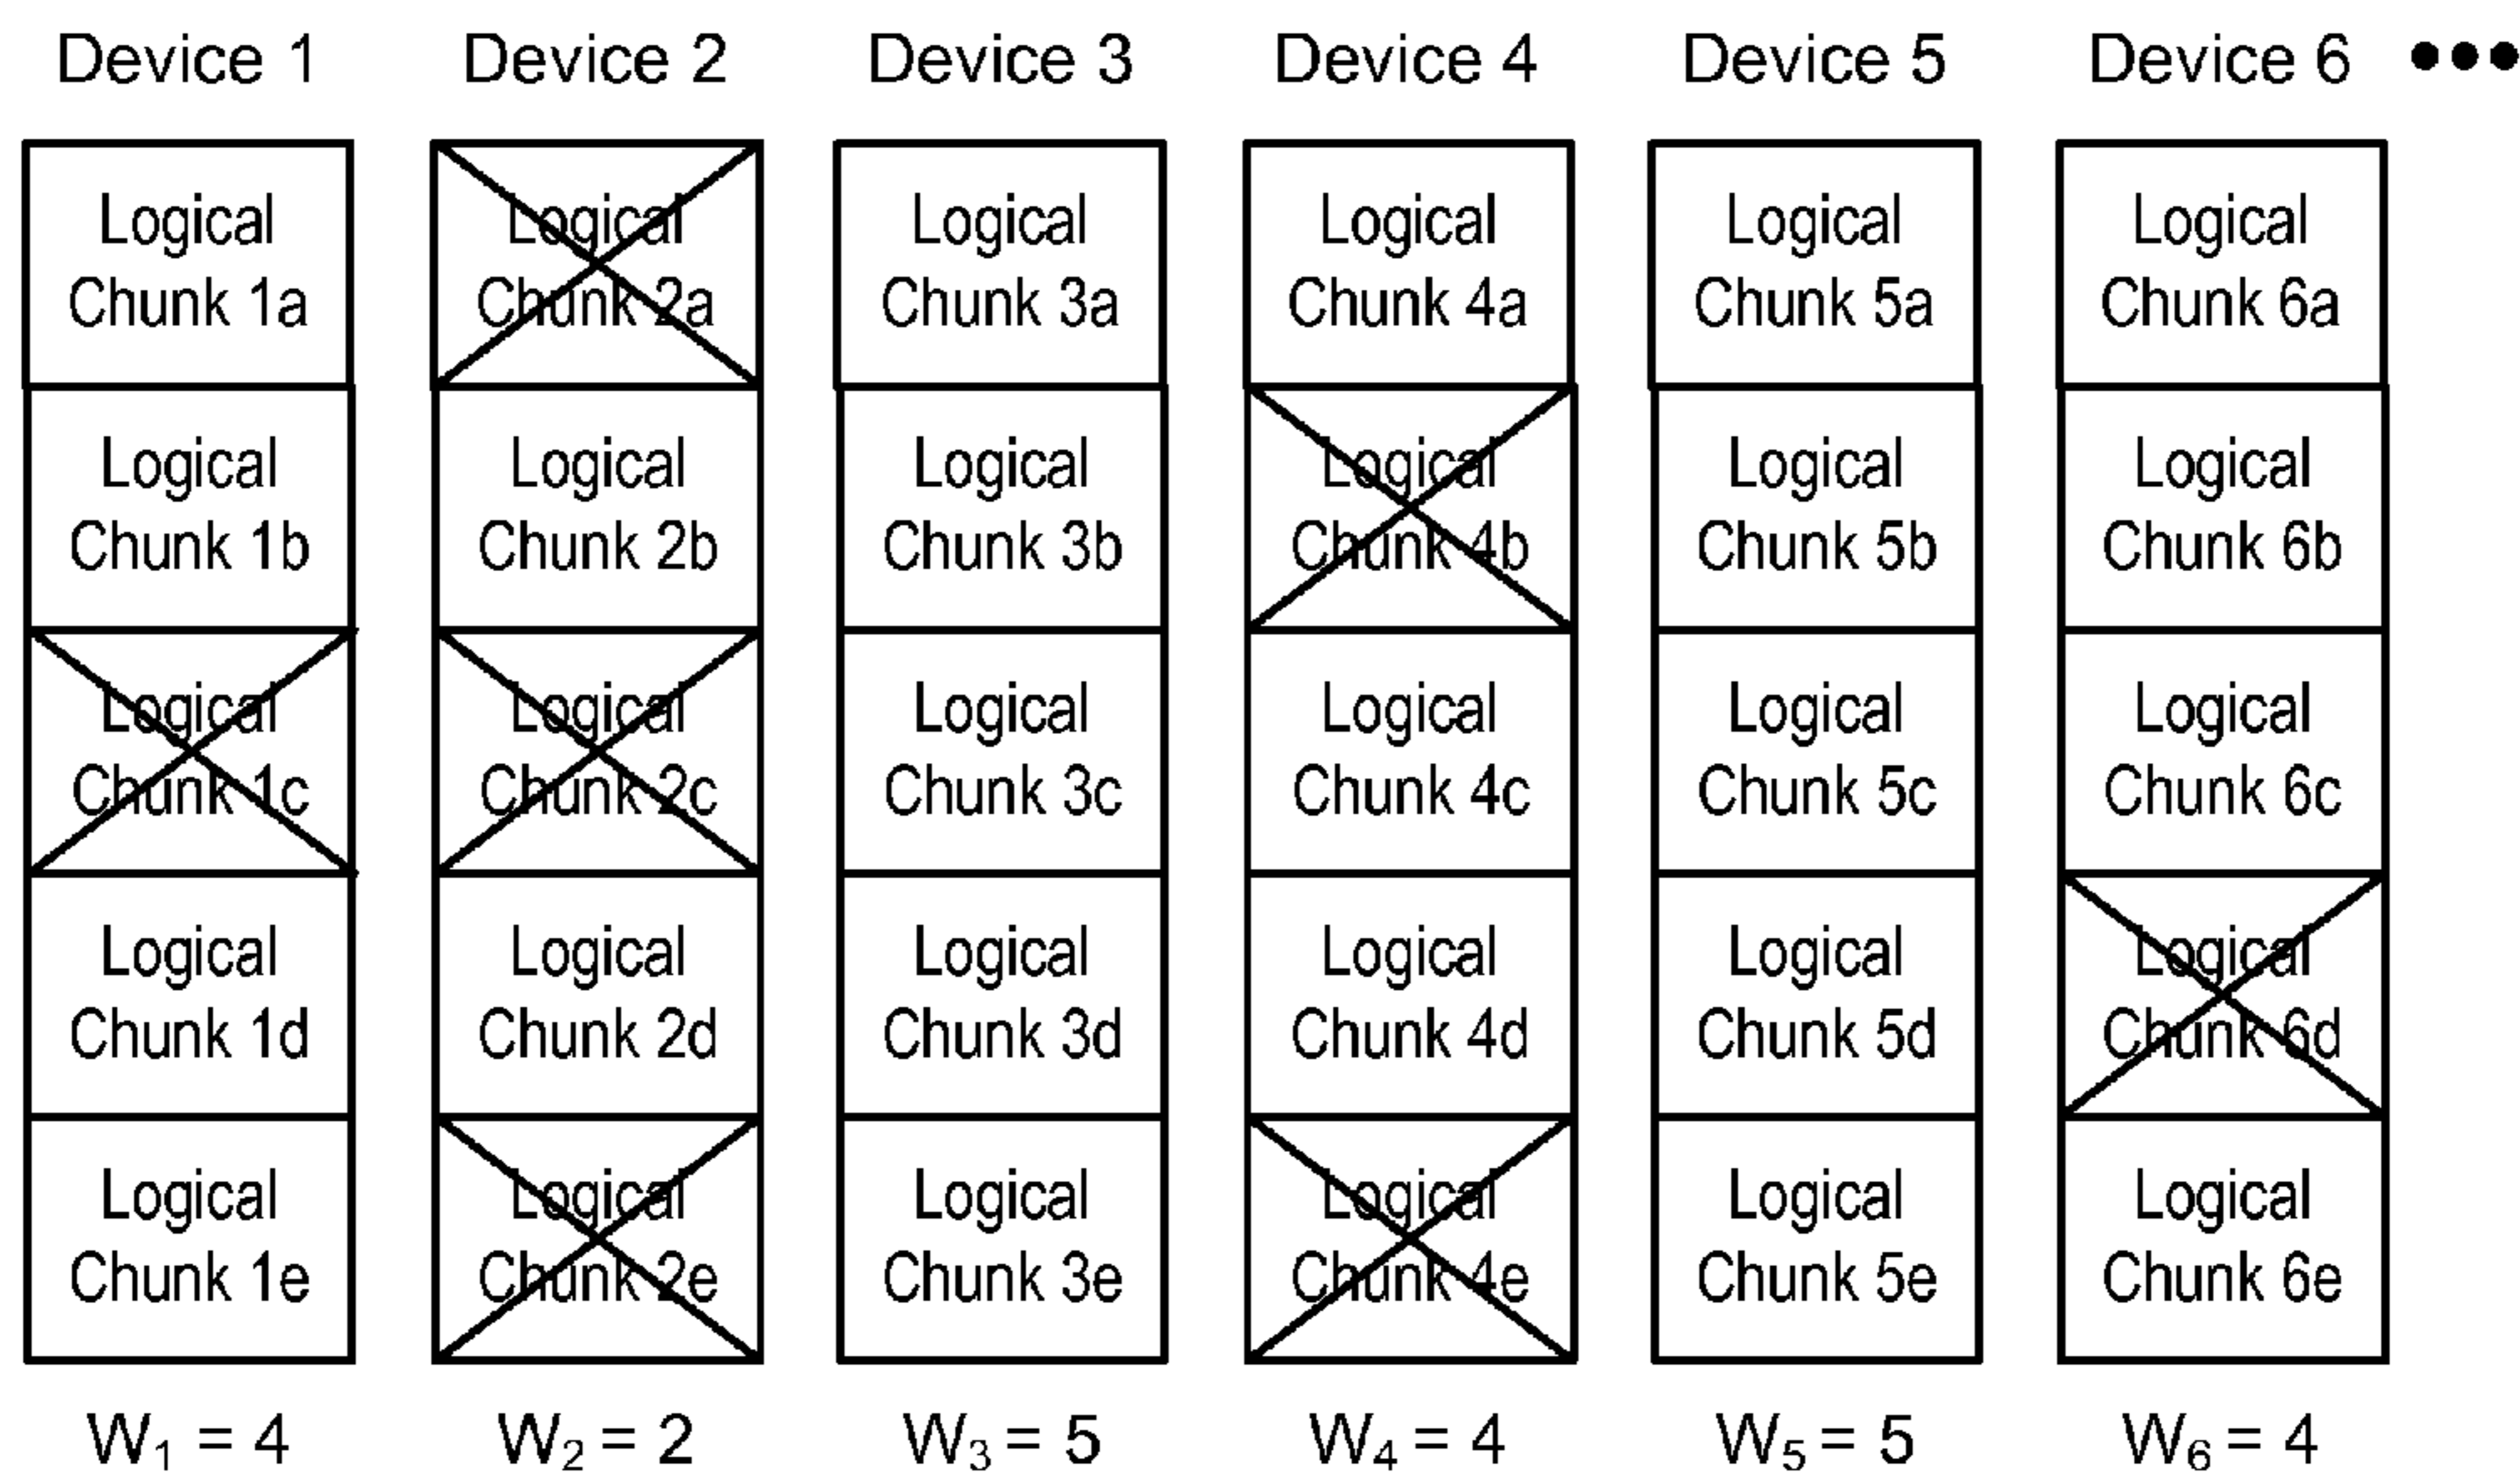 Device 1 Device 2 Device 3 Device 4 Device 5 Device 6 •••
Logical Logical Logical Logical Logical Logical
Chunk 1a Chunk 2a Chunk 3a Chunk 4a Chunk 5a Chunk 6a
Logical Logical Logical Logical Logical Logical
Chunk 1b Chunk 2b Chunk 3b Chunk 4b Chunk 5b Chunk 6b
Logical Logical Logical Logical Logical Logical
Chunk 1c Chunk 2c Chunk 3c Chunk 4c Chunk 5c Chunk 6c
Logical Logical Logical Logical Logical Logical
Chunk 1d Chunk 2d Chunk 3d Chunk 4d Chunk 5d Chunk 6d
Logical Logical Logical Logical Logical Logical
Chunk 1e Chunk 2e Chunk 3e Chunk 4e Chunk 5e Chunk 6e
W₁ = 4 W₂ = 2 W₃ = 5 W₄ = 4 W₅ = 5 W₆ = 4